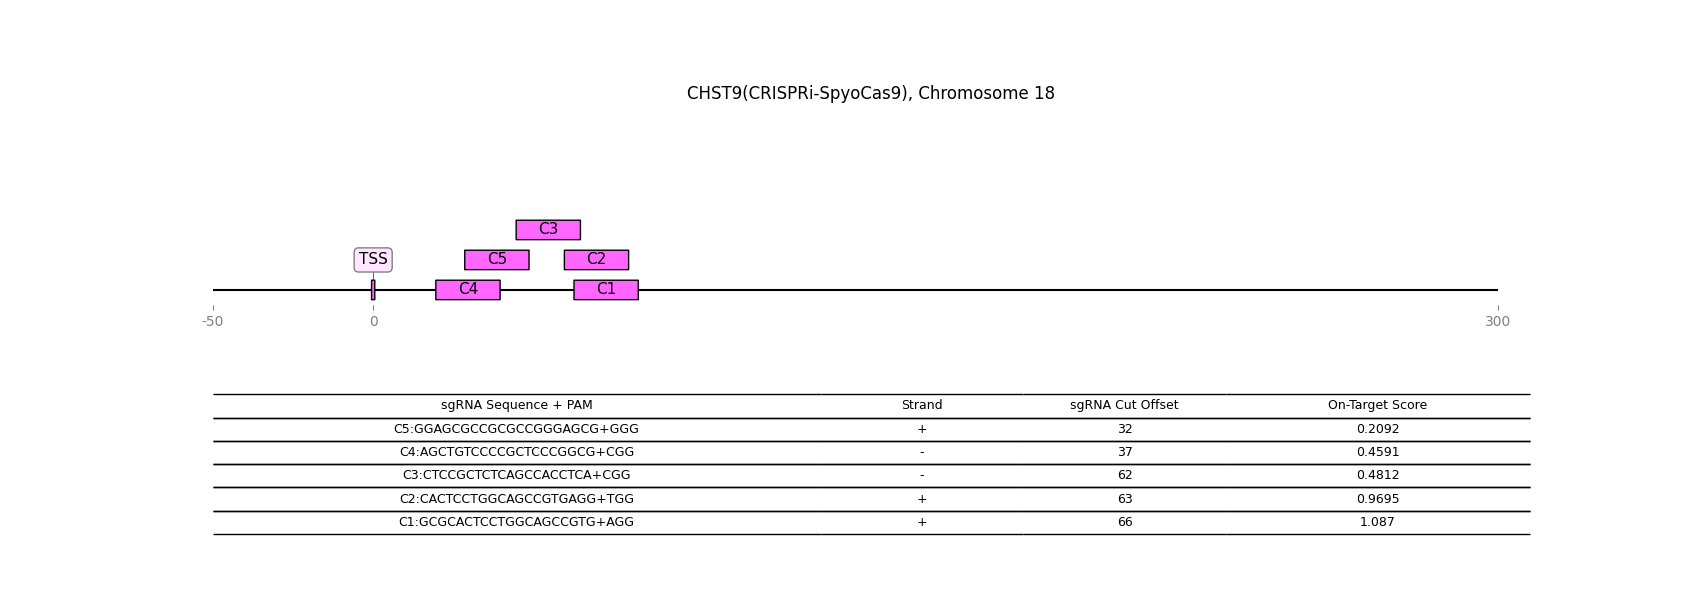 CHST9(CRISPRi-SpyoCas9), Chromosome 18
C3
TSS C5 C2
C4 C1
-50 0 300
sgRNA Sequence + PAM Strand sgRNA Cut Offset On-Target Score
C5:GGAGCGCCGCGCCGGGAGCG+GGG + 32 0.2092
C4:AGCTGTCCCCGCTCCCGGCG+CGG - 37 0.4591
C3:CTCCGCTCTCAGCCACCTCA+CGG - 62 0.4812
C2:CACTCCTGGCAGCCGTGAGG+TGG + 63 0.9695
C1:GCGCACTCCTGGCAGCCGTG+AGG + 66 1.087